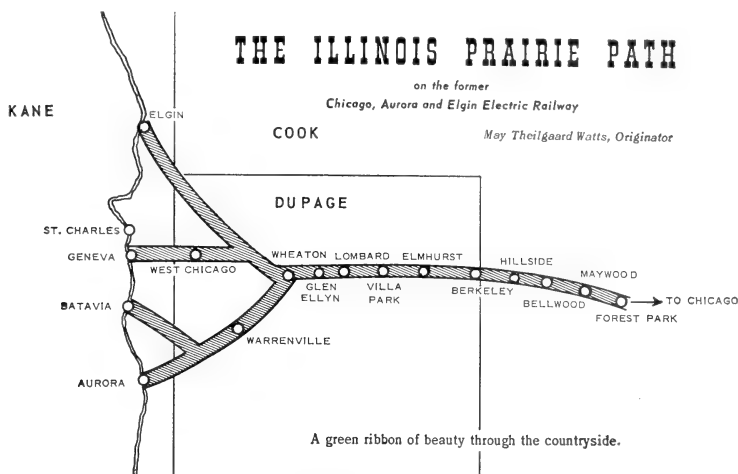 THE ILLINOIS PRAIRIE PATH
on the former
Chicago, Aurora and Elgin Electric Railway
May Theilgaard Watts, Originator
KANE
ELGIN
COOK
DUPAGE
ST. CHARLES
GENEVA
WEST CHICAGO
WHEATON
LOMBARD
ELMHURST
HILLSIDE
MAYWOOD
GLEN
ELLYN
VILLA
PARK
BERKELEY
BELLWOOD
FOREST PARK
TO CHICAGO
BATAVIA
WARRENVILLE
AURORA
A green ribbon of beauty through the countryside.